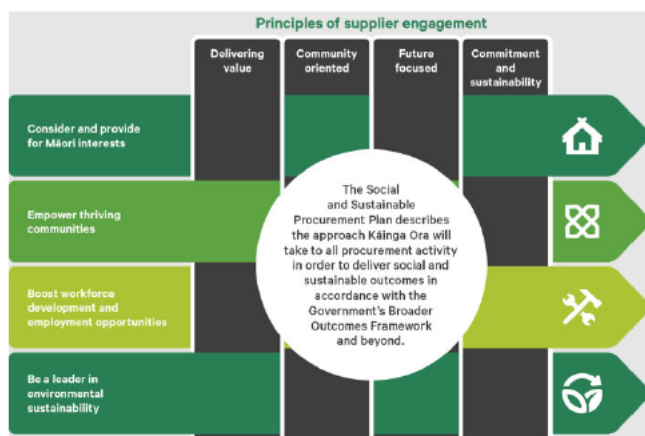 Principles of supplier engagement
Delivering
value
Community
oriented
Future
focused
Commitment
and
sustainability
Consider and provide
for Māori interests
Empower thriving
communities
Boost workforce
development and
employment opportunities
Be a leader in
environmental
sustainability
The Social
and Sustainable
Procurement Plan describes
the approach Kāinga Ora will
take to all procurement activity
in order to deliver social and
sustainable outcomes in
accordance with the
Government's Broader
Outcomes Framework
and beyond.